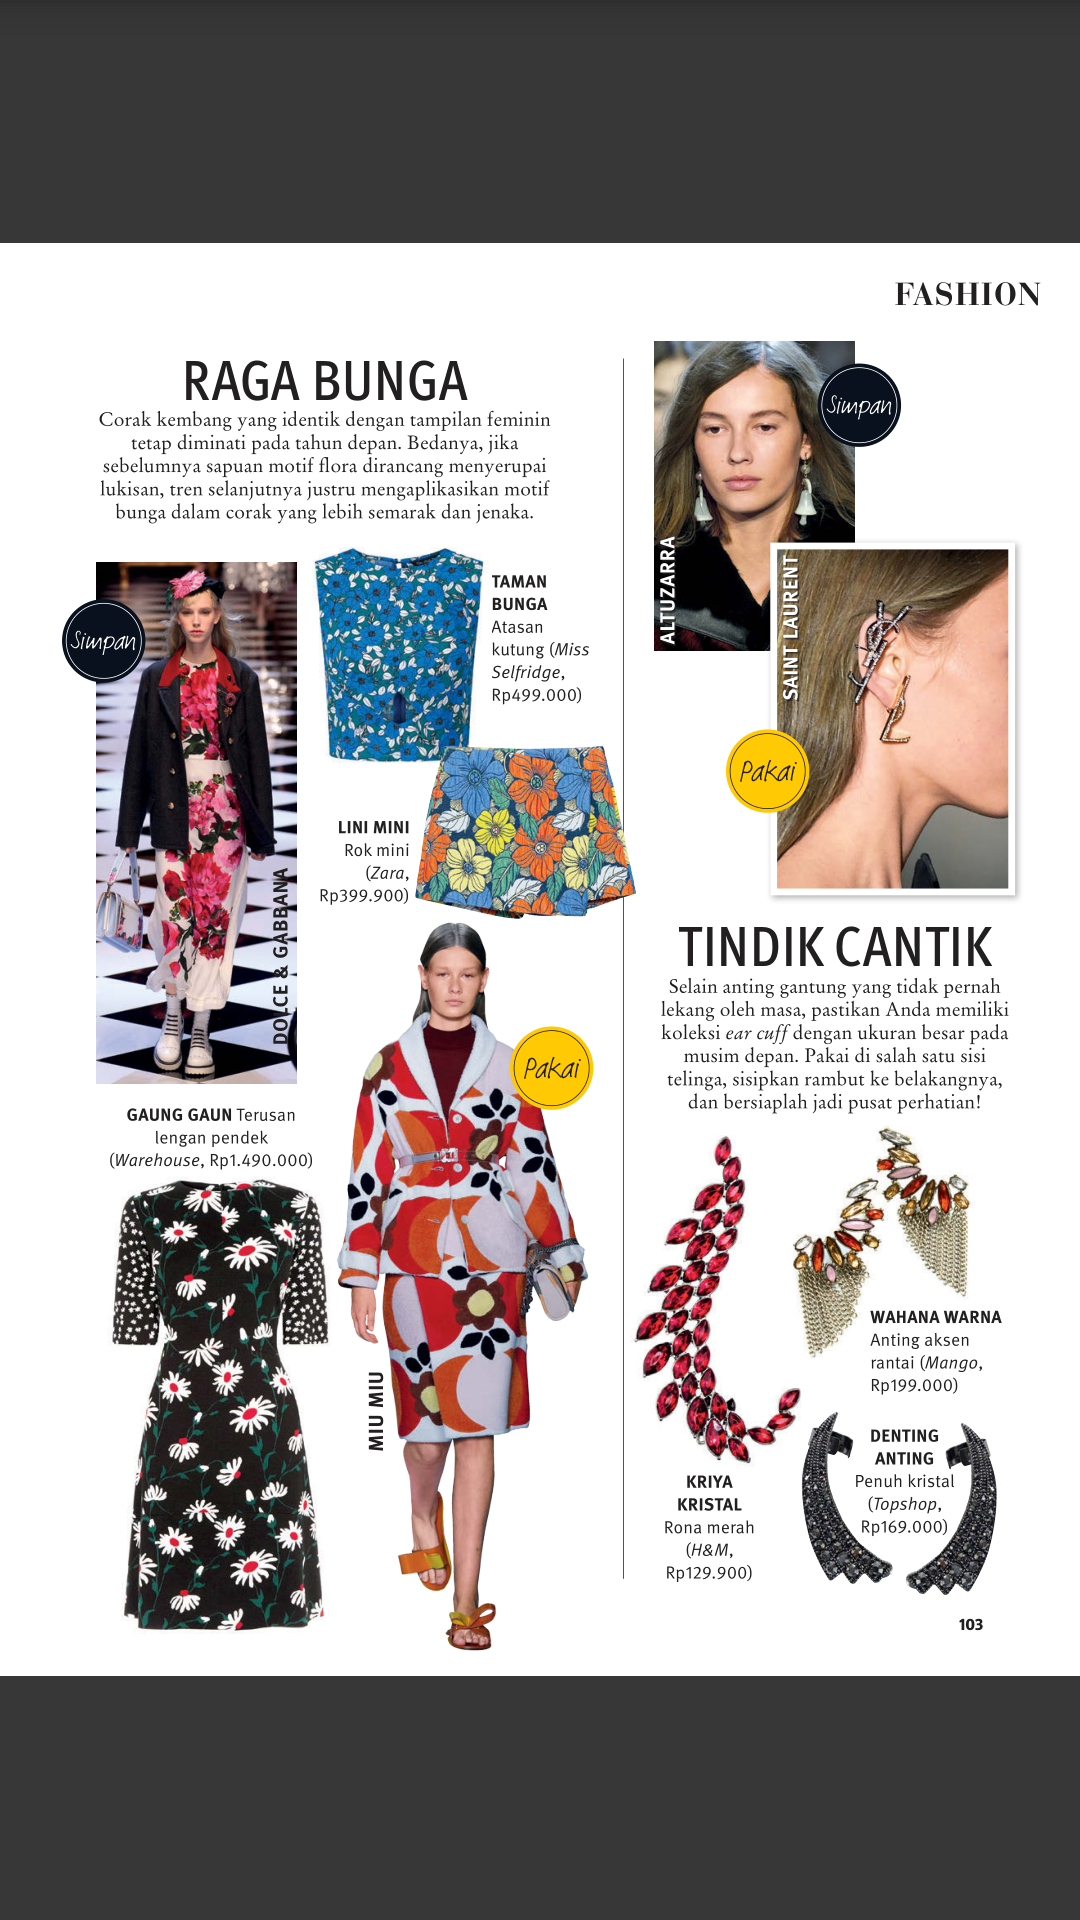 FASHION
RAGA BUNGA
Corak kembang yang identik dengan tampilan feminin
tetap diminati pada tahun depan. Bedanya, jika
sebelumnya sapuan motif flora dirancang menyerupai
lukisan, tren selanjutnya justru mengaplikasikan motif
bunga dalam corak yang lebih semarak dan jenaka.
Simpan
DOLCE & GABBANA
TAMAN
BUNGA
Atasan
kutung (Miss
Selfridge,
Rp499.000)
LINI MINI
Rok mini
(Zara,
Rp399.900)
Pakai
MIU MIU
GAUNG GAUN Terusan
lengan pendek
(Warehouse, Rp1.490.000)
Simpan
ALTUZARRA
SAINT LAURENT
Pakai
TINDIK CANTIK
Selain anting gantung yang tidak pernah
lekang oleh masa, pastikan Anda memiliki
koleksi ear cuff dengan ukuran besar pada
musim depan. Pakai di salah satu sisi
telinga, sisipkan rambut ke belakangnya,
dan bersiaplah jadi pusat perhatian!
WAHANA WARNA
Anting aksen
rantai (Mango,
Rp199.000)
DENTING
ANTING
Penuh kristal
(Topshop,
Rp169.000)
KRIYA
KRISTAL
Rona merah
(H&M,
Rp129.900)
103